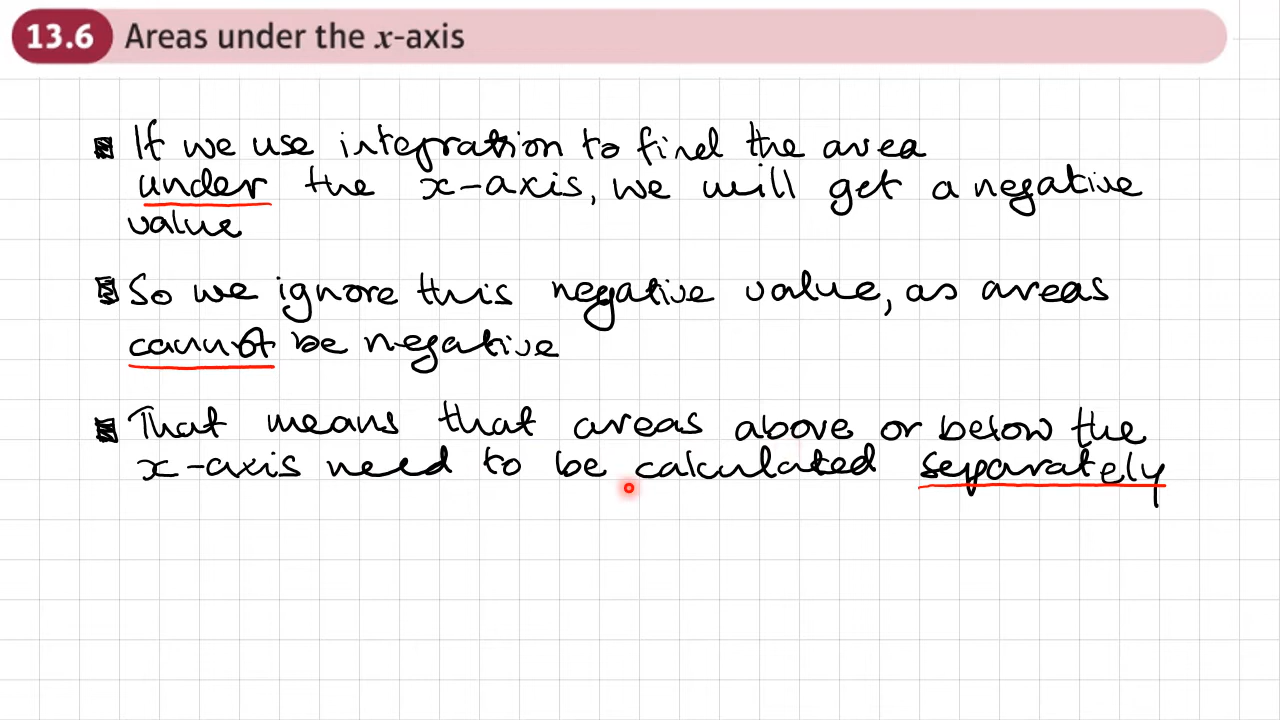 13.6 Areas under the x-axis
If we use integration to find the area
under the x-axis, we will get a negative
value
So we ignore this negative value, as areas
cannot be negative
That means that areas above or below the
x-axis need to be calculated separately